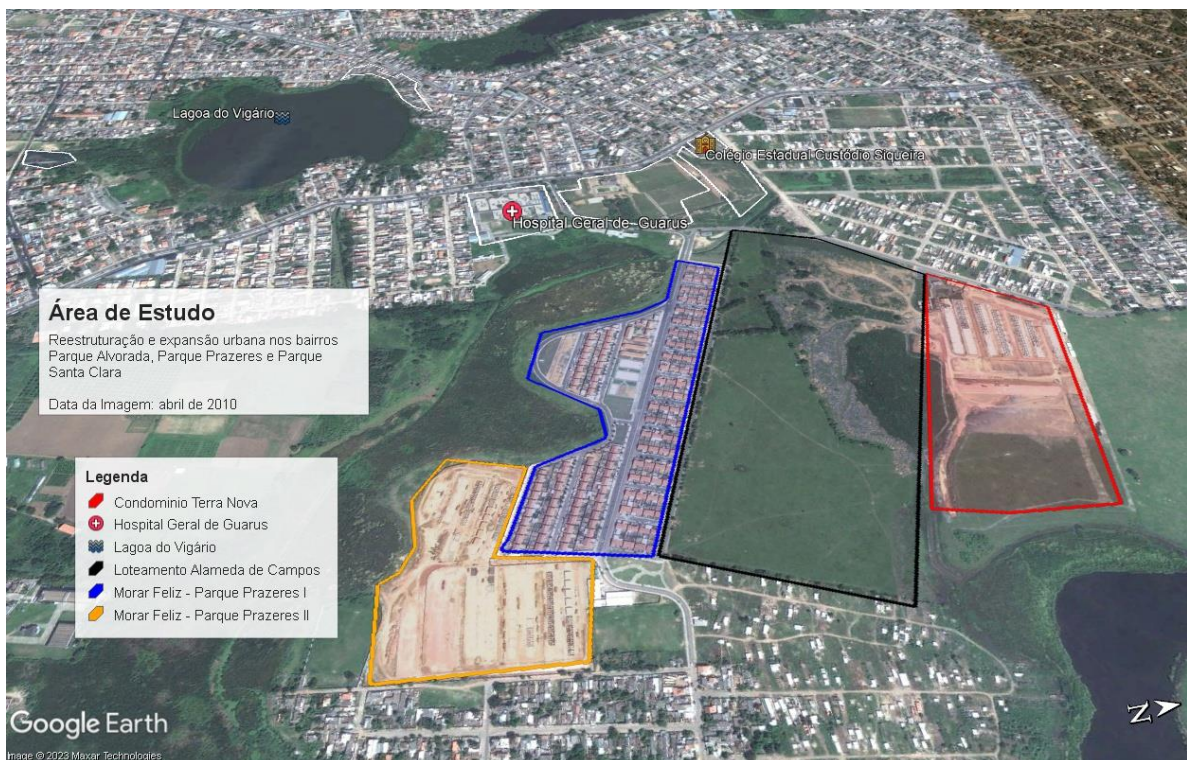 Lagoa do Vigário
Colégio Estadual Custódio Siqueira
Hospital Geral de Guarus
Área de Estudo
Reestruturação e expansão urbana nos bairros
Parque Alvorada, Parque Prazeres e Parque
Santa Clara
Data da Imagem: abril de 2010
Legenda
Condominio Terra Nova
Hospital Geral de Guarus
Lagoa do Vigário
Loteamento Alameda de Campos
Morar Feliz - Parque Prazeres I
Morar Feliz - Parque Prazeres II
Google Earth
Image © 2023 Maxar Technologies
N